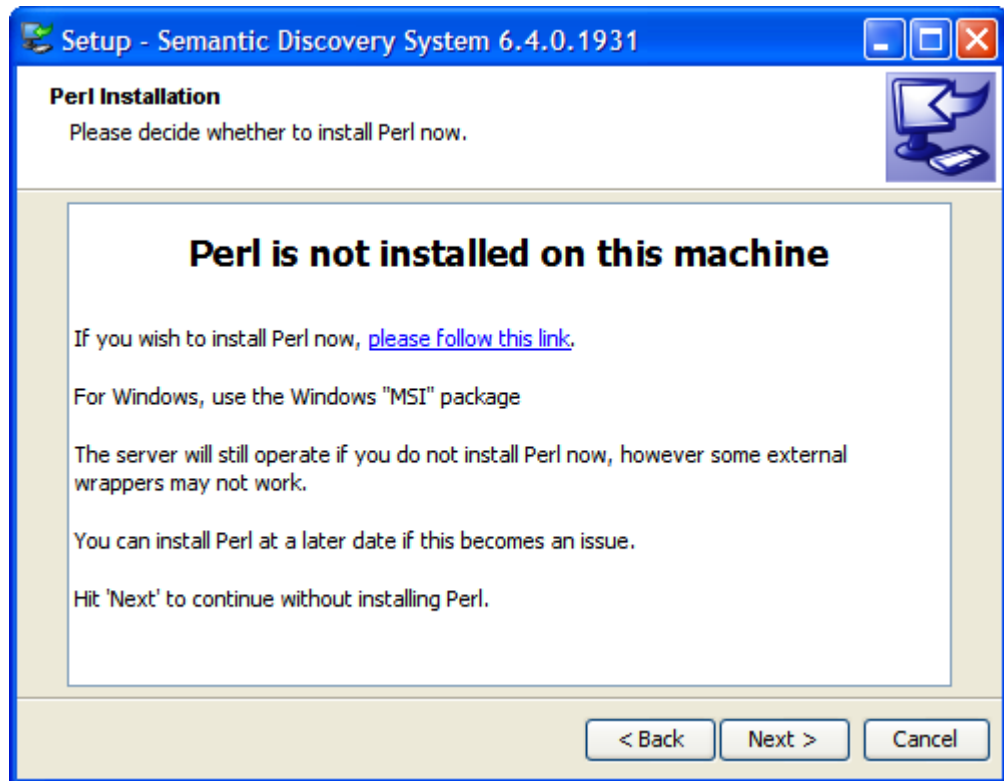 Setup - Semantic Discovery System 6.4.0.1931
Perl Installation
Please decide whether to install Perl now.
Perl is not installed on this machine
If you wish to install Perl now, please follow this link.
For Windows, use the Windows "MSI" package
The server will still operate if you do not install Perl now, however some external
wrappers may not work.
You can install Perl at a later date if this becomes an issue.
Hit 'Next' to continue without installing Perl.
< Back Next > Cancel